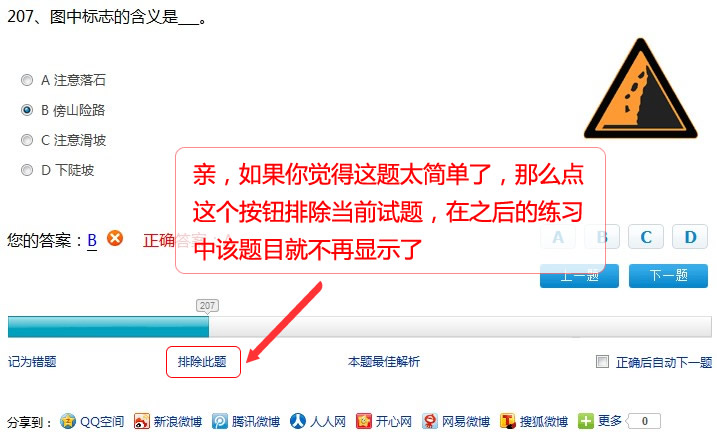 207、图中标志的含义是___。
A 注意落石
B 傍山险路
C 注意滑坡
D 下陡坡
亲，如果你觉得这题太简单了，那么点
这个按钮排除当前试题，在之后的练习
中该题目就不再显示了
您的答案：B 正确答案：A
A B C D
上一题 下一题
207
记为错题 排除此题 本题最佳解析 正确后自动下一题
分享到： QQ空间 新浪微博 腾讯微博 人人网 开心网 网易微博 搜狐微博 更多 0